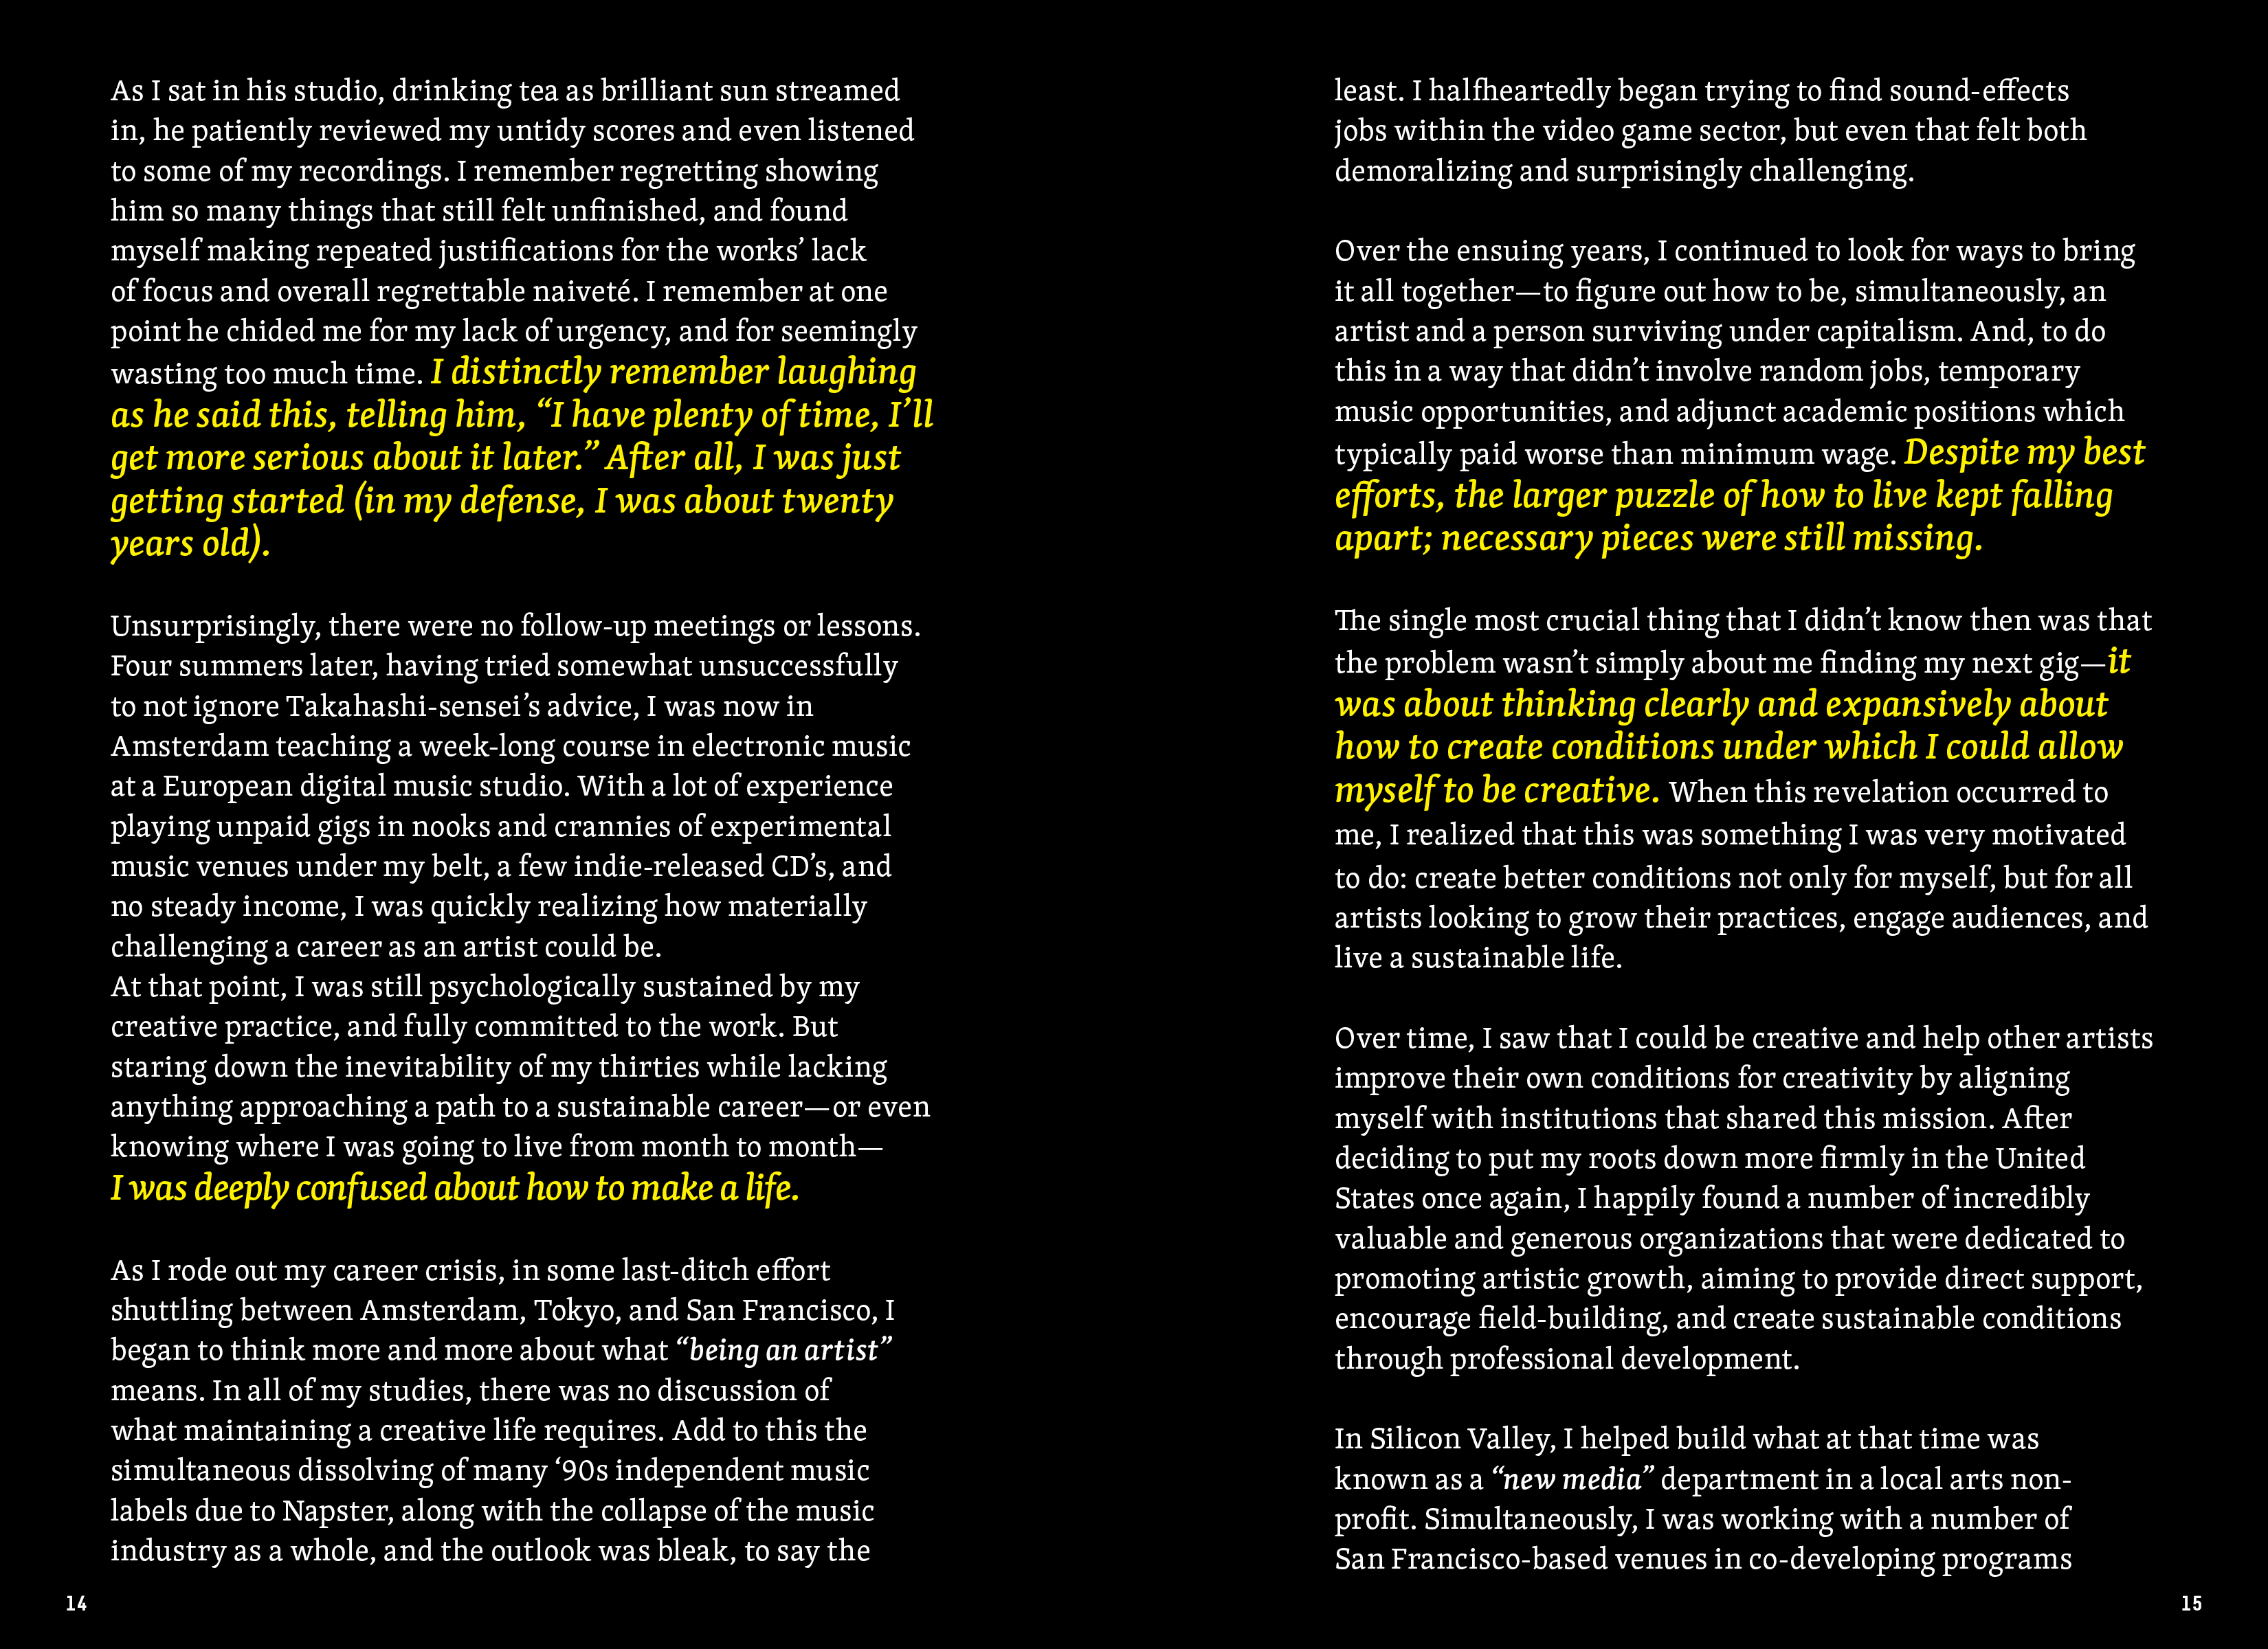 As I sat in his studio, drinking tea as brilliant sun streamed
in, he patiently reviewed my untidy scores and even listened
to some of my recordings. I remember regretting showing
him so many things that still felt unfinished, and found
myself making repeated justifications for the works’ lack
of focus and overall regrettable naiveté. I remember at one
point he chided me for my lack of urgency, and for seemingly
wasting too much time. I distinctly remember laughing
as he said this, telling him, “I have plenty of time, I’ll
get more serious about it later.” After all, I was just
getting started (in my defense, I was about twenty
years old).
Unsurprisingly, there were no follow-up meetings or lessons.
Four summers later, having tried somewhat unsuccessfully
to not ignore Takahashi-sensei’s advice, I was now in
Amsterdam teaching a week-long course in electronic music
at a European digital music studio. With a lot of experience
playing unpaid gigs in nooks and crannies of experimental
music venues under my belt, a few indie-released CD’s, and
no steady income, I was quickly realizing how materially
challenging a career as an artist could be.
At that point, I was still psychologically sustained by my
creative practice, and fully committed to the work. But
staring down the inevitability of my thirties while lacking
anything approaching a path to a sustainable career—or even
knowing where I was going to live from month to month—
I was deeply confused about how to make a life.
As I rode out my career crisis, in some last-ditch effort
shuttling between Amsterdam, Tokyo, and San Francisco, I
began to think more and more about what “being an artist”
means. In all of my studies, there was no discussion of
what maintaining a creative life requires. Add to this the
simultaneous dissolving of many ‘90s independent music
labels due to Napster, along with the collapse of the music
industry as a whole, and the outlook was bleak, to say the
14
least. I halfheartedly began trying to find sound-effects
jobs within the video game sector, but even that felt both
demoralizing and surprisingly challenging.
Over the ensuing years, I continued to look for ways to bring
it all together—to figure out how to be, simultaneously, an
artist and a person surviving under capitalism. And, to do
this in a way that didn’t involve random jobs, temporary
music opportunities, and adjunct academic positions which
typically paid worse than minimum wage. Despite my best
efforts, the larger puzzle of how to live kept falling
apart; necessary pieces were still missing.
The single most crucial thing that I didn’t know then was that
the problem wasn’t simply about me finding my next gig—it
was about thinking clearly and expansively about
how to create conditions under which I could allow
myself to be creative. When this revelation occurred to
me, I realized that this was something I was very motivated
to do: create better conditions not only for myself, but for all
artists looking to grow their practices, engage audiences, and
live a sustainable life.
Over time, I saw that I could be creative and help other artists
improve their own conditions for creativity by aligning
myself with institutions that shared this mission. After
deciding to put my roots down more firmly in the United
States once again, I happily found a number of incredibly
valuable and generous organizations that were dedicated to
promoting artistic growth, aiming to provide direct support,
encourage field-building, and create sustainable conditions
through professional development.
In Silicon Valley, I helped build what at that time was
known as a “new media” department in a local arts non-
profit. Simultaneously, I was working with a number of
San Francisco-based venues in co-developing programs
15